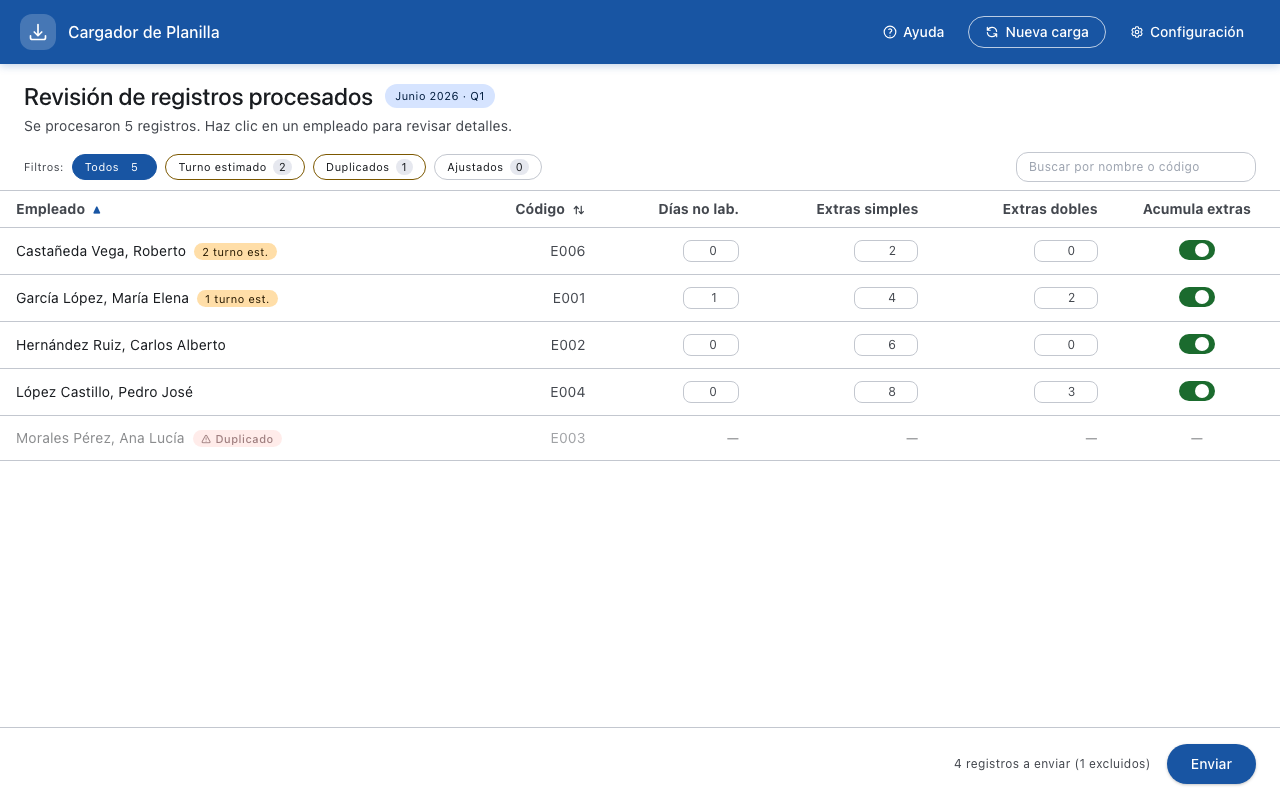 Cargador de Planilla
Ayuda Nueva carga Configuración
Revisión de registros procesados Junio 2026 · Q1
Se procesaron 5 registros. Haz clic en un empleado para revisar detalles.
Filtros: Todos 5 Turno estimado 2 Duplicados 1 Ajustados 0 Buscar por nombre o código
Empleado ▲ Código ↑↓ Días no lab. Extras simples Extras dobles Acumula extras
Castañeda Vega, Roberto 2 turno est. E006 0 2 0
García López, María Elena 1 turno est. E001 1 4 2
Hernández Ruiz, Carlos Alberto E002 0 6 0
López Castillo, Pedro José E004 0 8 3
Morales Pérez, Ana Lucía ⚠ Duplicado E003 — — — —
4 registros a enviar (1 excluidos) Enviar